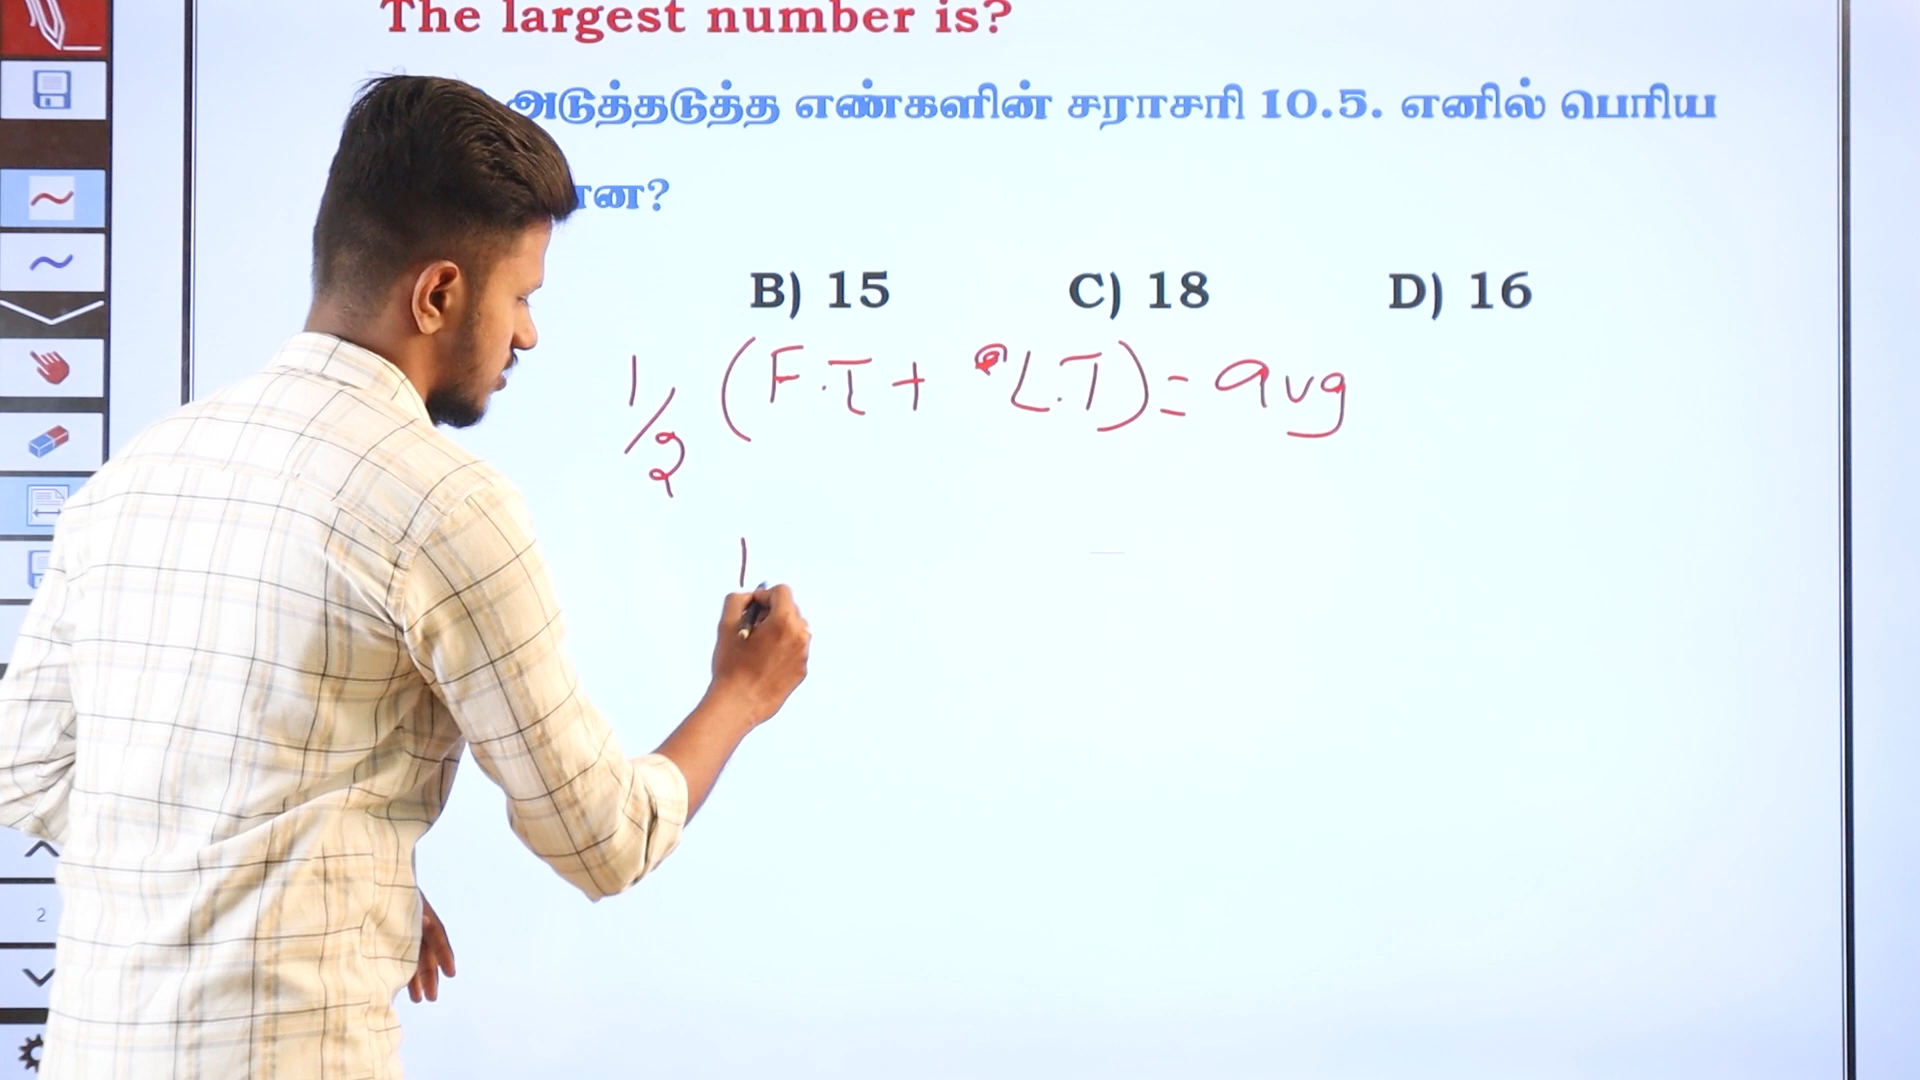 The largest number is?
அடுத்தடுத்த எண்களின் சராசரி 10.5. எனில் பெரிய
B) 15 C) 18 D) 16
1/2 (F.T + L.T) = avg
1
2